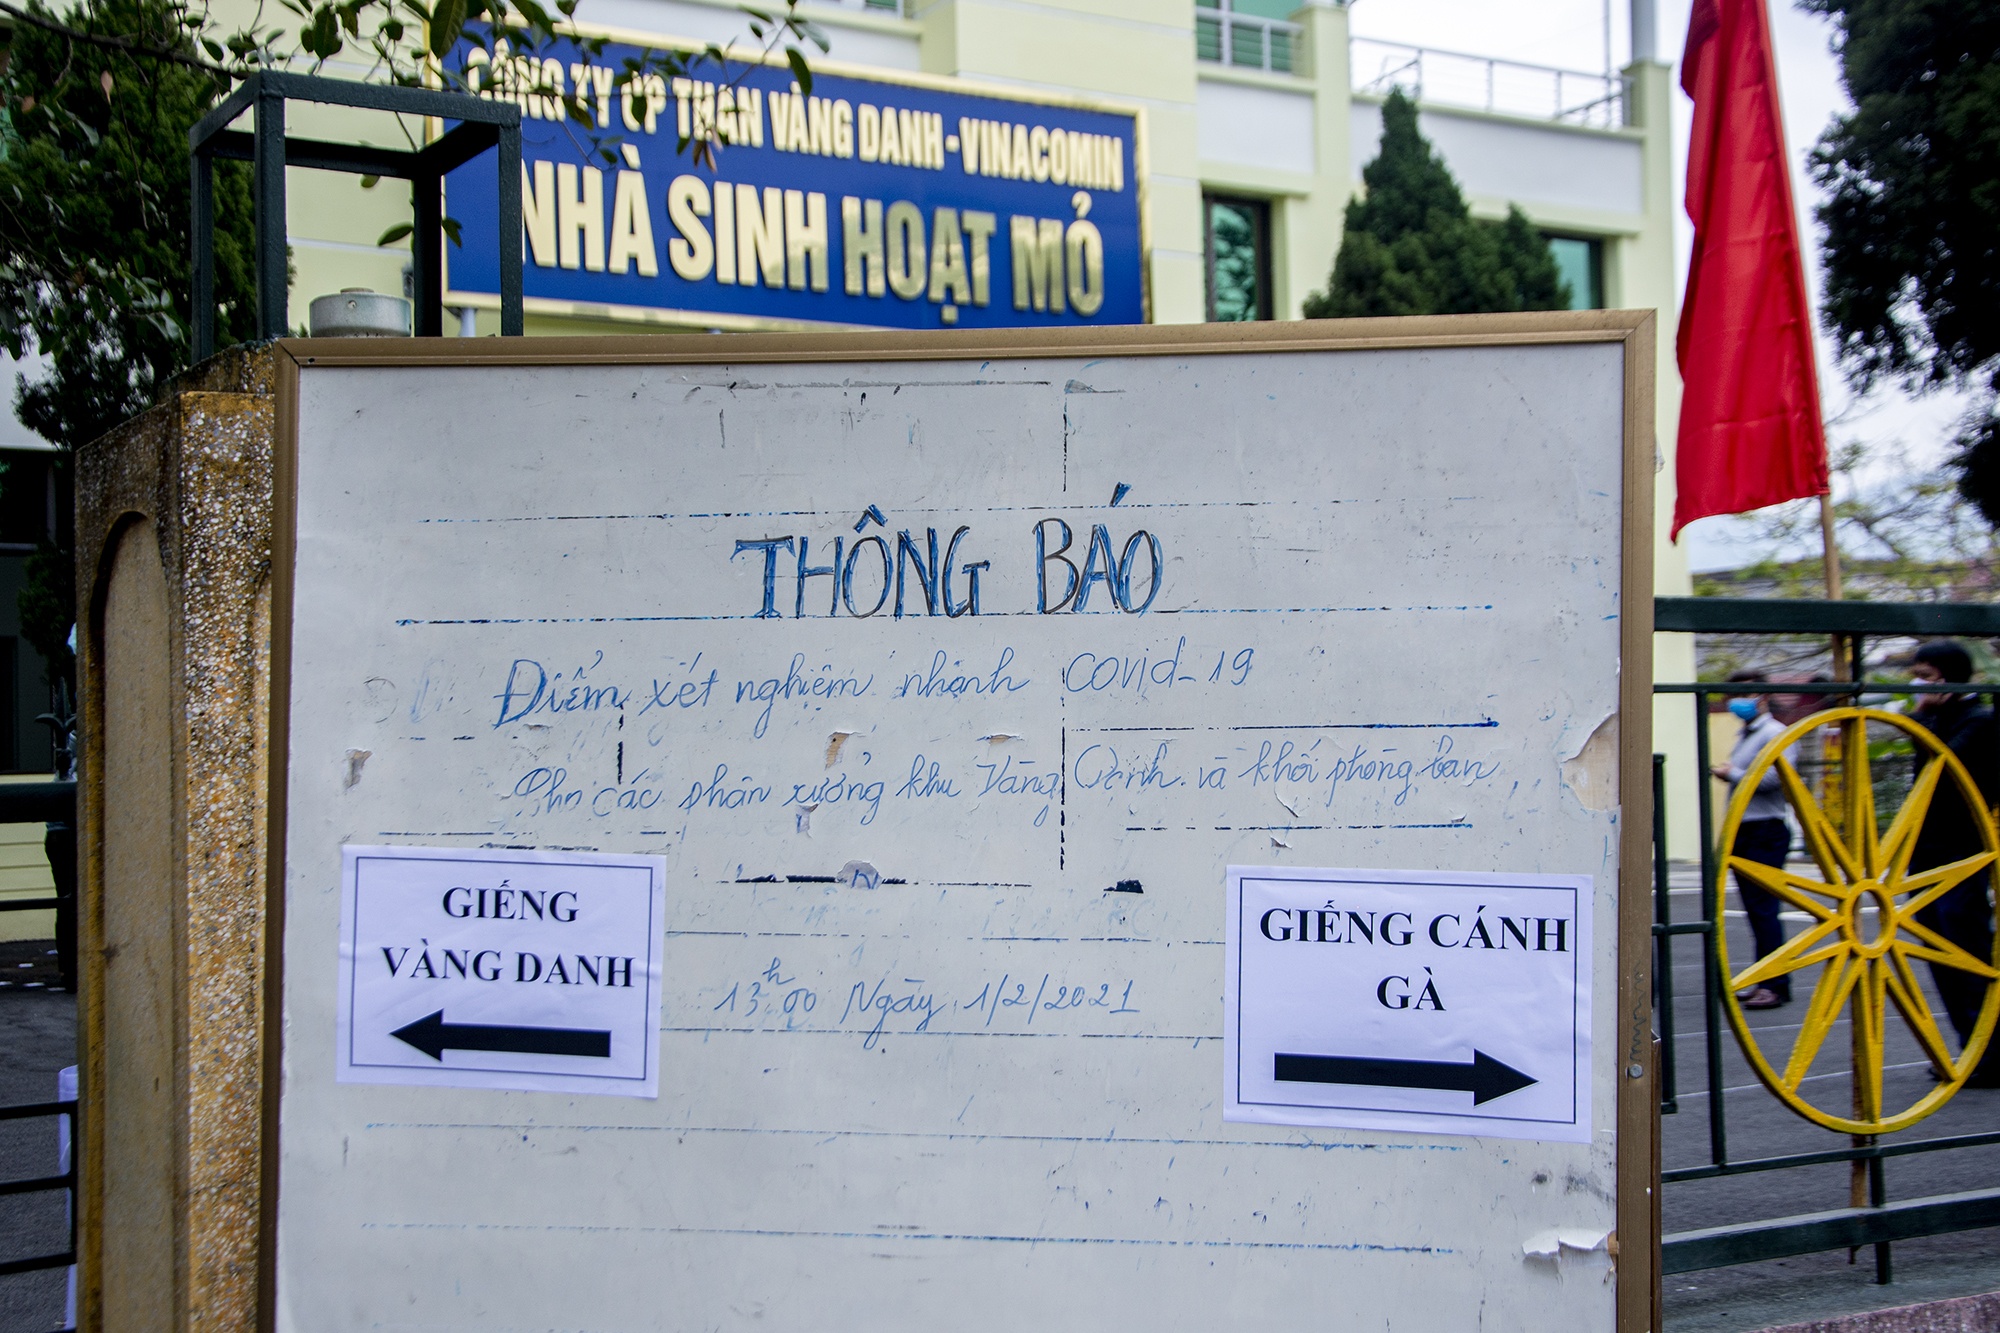 CÔNG TY CP THAN VÀNG DANH-VINACOMIN
NHÀ SINH HOẠT MỎ
THÔNG BÁO
Điểm xét nghiệm nhanh covid-19
Cho các phân xưởng khu Vàng Danh và khối phòng ban
GIẾNG
VÀNG DANH
13h00 Ngày 1/2/2021
GIẾNG CÁNH
GÀ